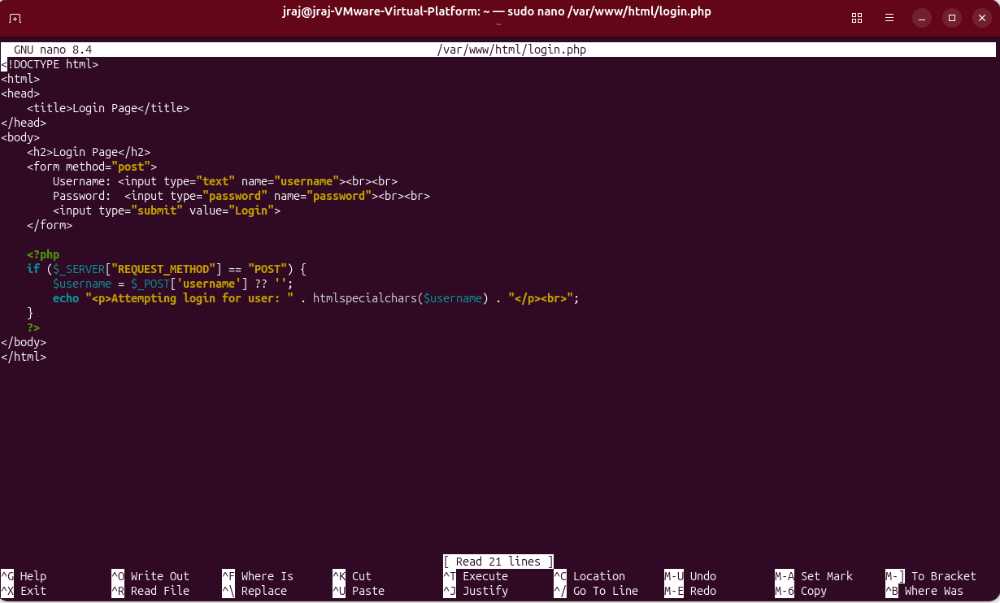 jraj@jraj-VMware-Virtual-Platform: ~ — sudo nano /var/www/html/login.php
~
GNU nano 8.4 /var/www/html/login.php
<!DOCTYPE html>
<html>
<head>
    <title>Login Page</title>
</head>
<body>
    <h2>Login Page</h2>
    <form method="post">
        Username: <input type="text" name="username"><br><br>
        Password:  <input type="password" name="password"><br><br>
        <input type="submit" value="Login">
    </form>

    <?php
    if ($_SERVER["REQUEST_METHOD"] == "POST") {
        $username = $_POST['username'] ?? '';
        echo "<p>Attempting login for user: " . htmlspecialchars($username) . "</p><br>";
    }
    ?>
</body>
</html>
[ Read 21 lines ]
^G Help ^O Write Out ^F Where Is ^K Cut ^T Execute ^C Location M-U Undo M-A Set Mark M-] To Bracket
^X Exit ^R Read File ^\ Replace ^U Paste ^J Justify ^/ Go To Line M-E Redo M-6 Copy ^B Where Was